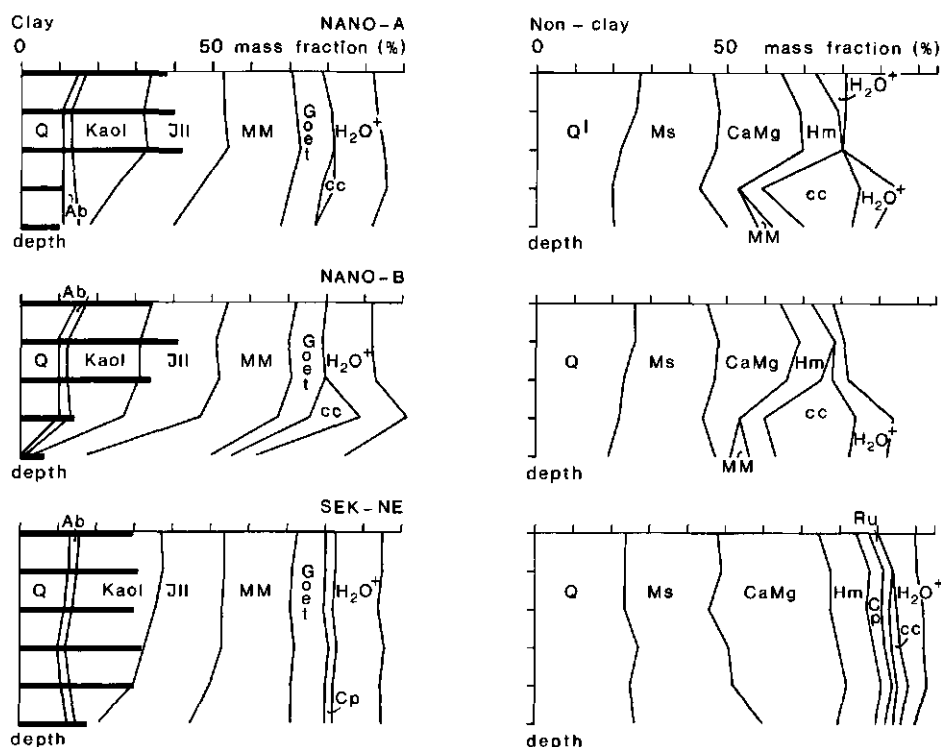 Clay NANO-A
0 50 mass fraction (%)
Q Kaol Jll MM Goet H₂O⁺
cc
Ab
depth
Non-clay
0 50 mass fraction (%)
H₂O⁺
Q Ms CaMg Hm
cc H₂O⁺
MM
depth
NANO-B
Ab
Q Kaol Jll MM Goet H₂O⁺
cc
depth
Q Ms CaMg Hm
cc
H₂O⁺
MM
depth
SEK-NE
Ab
Q Kaol Jll MM Goet H₂O⁺
Cp
depth
Ru
Q Ms CaMg Hm Cp H₂O⁺
cc
depth